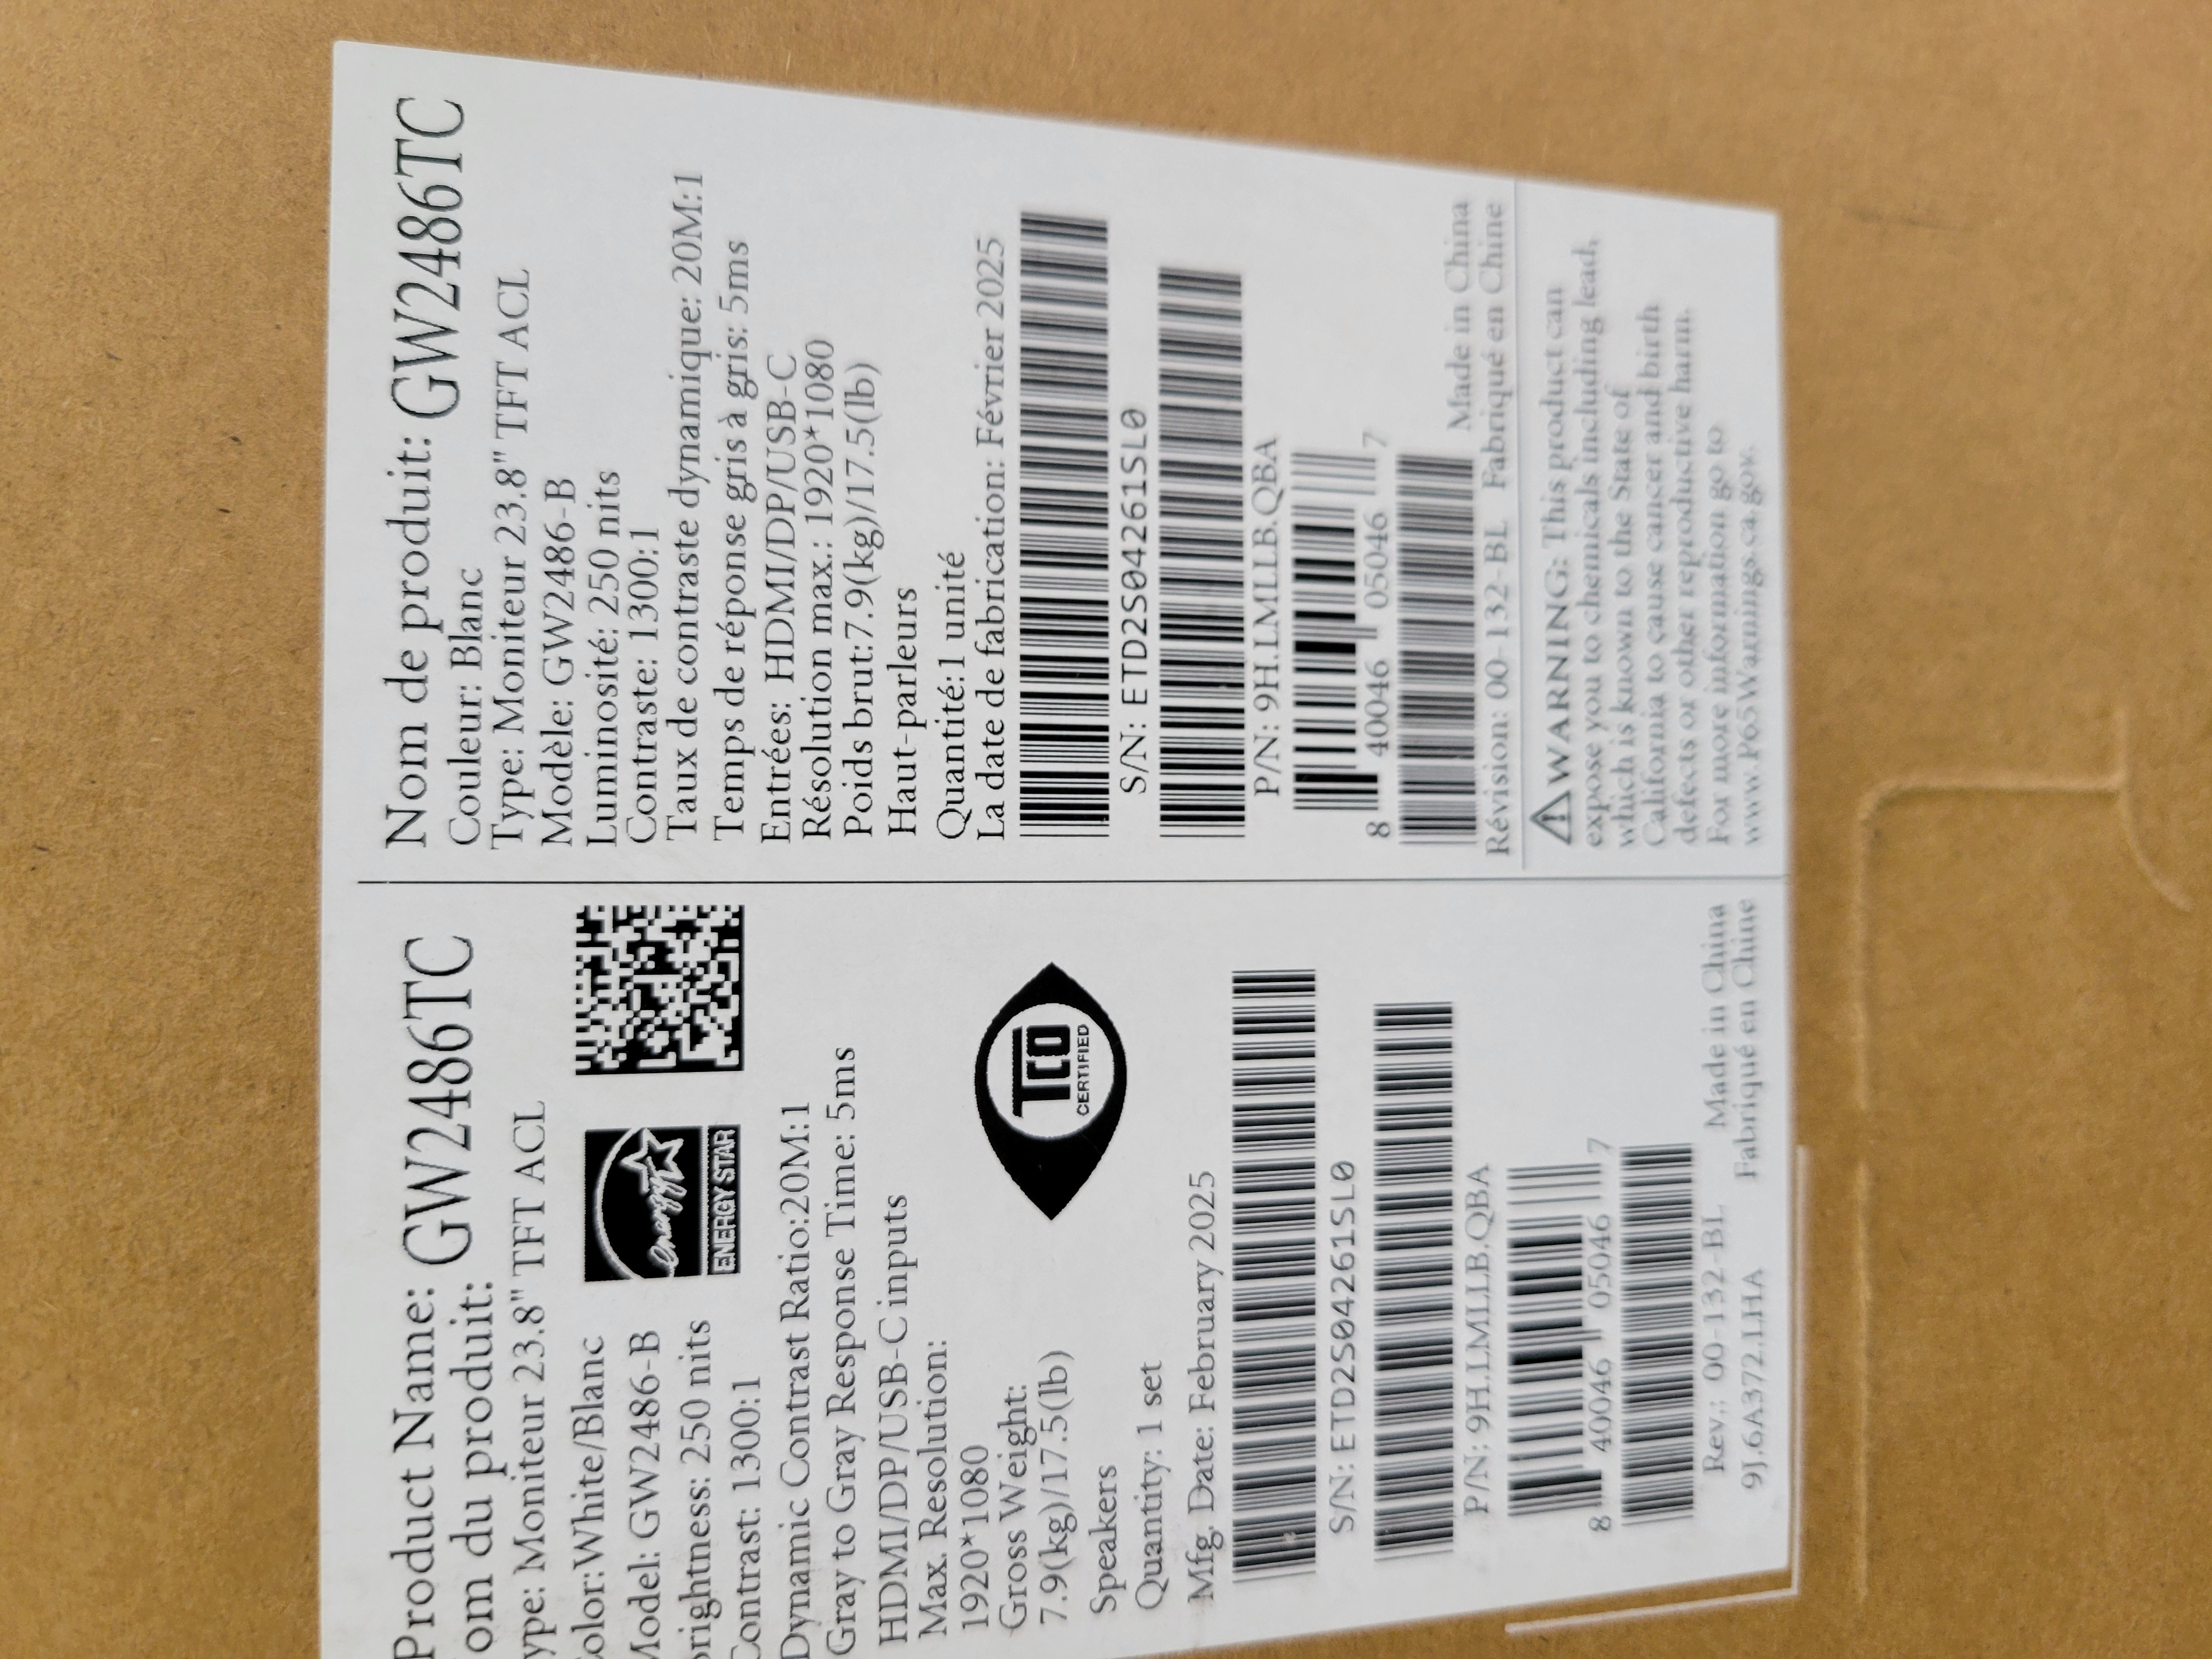 Product Name: GW2486TC
om du produit:
ype: Moniteur 23.8" TFT ACL
olor:White/Blanc
Model: GW2486-B
rightness: 250 nits
Contrast: 1300:1
energy
ENERGY STAR
Dynamic Contrast Ratio:20M:1
Gray to Gray Response Time: 5ms
HDMI/DP/USB-C inputs
Max. Resolution:
1920*1080
Gross Weight:
7.9(kg)/17.5(lb)
TCO
CERTIFIED
Speakers
Quantity: 1 set
Mfg. Date: February 2025
S/N: ETD2S04261SL0
P/N: 9H.LMLLB.QBA
8 40046 05046 7
Rev.: 00-132-BL
Made in China
9J.6A372.LHA
Fabriqué en Chine
Nom de produit: GW2486TC
Couleur: Blanc
Type: Moniteur 23.8" TFT ACL
Modèle: GW2486-B
Luminosité: 250 nits
Contraste: 1300:1
Taux de contraste dynamique: 20M:1
Temps de réponse gris à gris: 5ms
Entrées: HDMI/DP/USB-C
Résolution max.: 1920*1080
Poids brut:7.9(kg)/17.5(lb)
Haut-parleurs
Quantité:1 unité
La date de fabrication: Février 2025
S/N: ETD2S04261SL0
P/N: 9H.LMLLB.QBA
8 40046 05046 7
Made in China
Révision: 00-132-BL Fabriqué en Chine
⚠WARNING: This product can
expose you to chemicals including lead,
which is known to the State of
California to cause cancer and birth
defects or other reproductive harm.
For more information go to
www.P65Warnings.ca.gov.